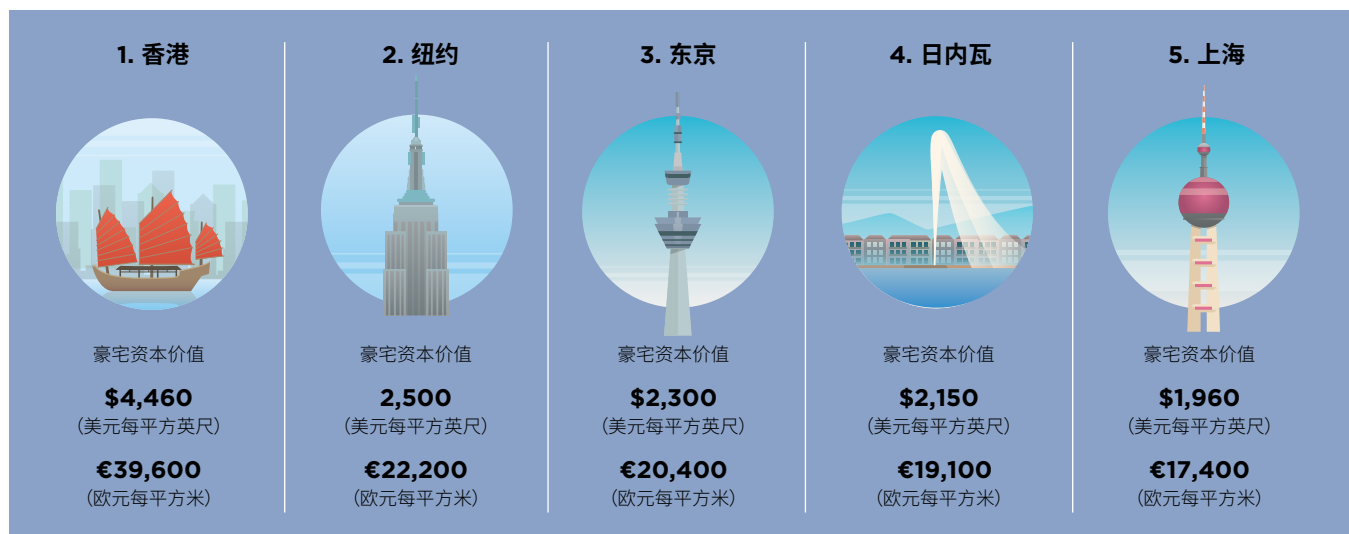 1. 香港
豪宅资本价值
$4,460
（美元每平方英尺）
€39,600
（欧元每平方米）
2. 纽约
豪宅资本价值
2,500
（美元每平方英尺）
€22,200
（欧元每平方米）
3. 东京
豪宅资本价值
$2,300
（美元每平方英尺）
€20,400
（欧元每平方米）
4. 日内瓦
豪宅资本价值
$2,150
（美元每平方英尺）
€19,100
（欧元每平方米）
5. 上海
豪宅资本价值
$1,960
（美元每平方英尺）
€17,400
（欧元每平方米）